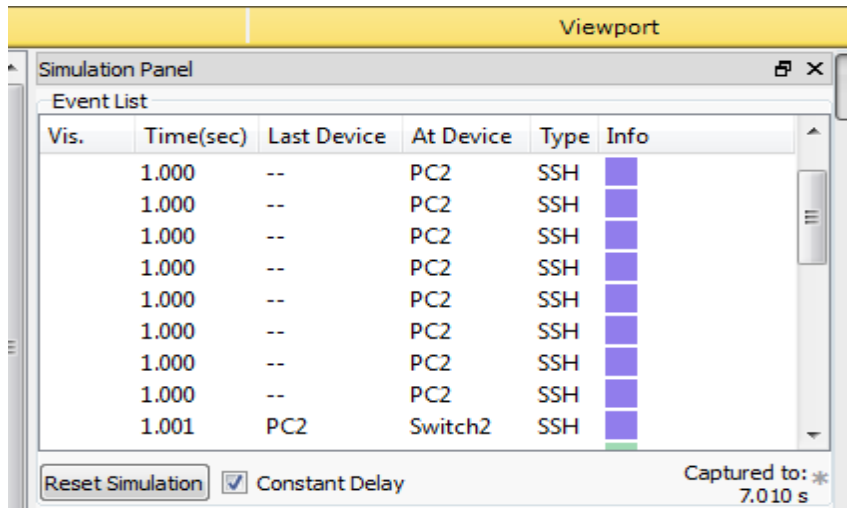 Viewport
Simulation Panel
Event List
Vis. Time(sec) Last Device At Device Type Info
1.000 -- PC2 SSH
1.000 -- PC2 SSH
1.000 -- PC2 SSH
1.000 -- PC2 SSH
1.000 -- PC2 SSH
1.000 -- PC2 SSH
1.000 -- PC2 SSH
1.000 -- PC2 SSH
1.001 PC2 Switch2 SSH
Reset Simulation Constant Delay Captured to: *
7.010 s